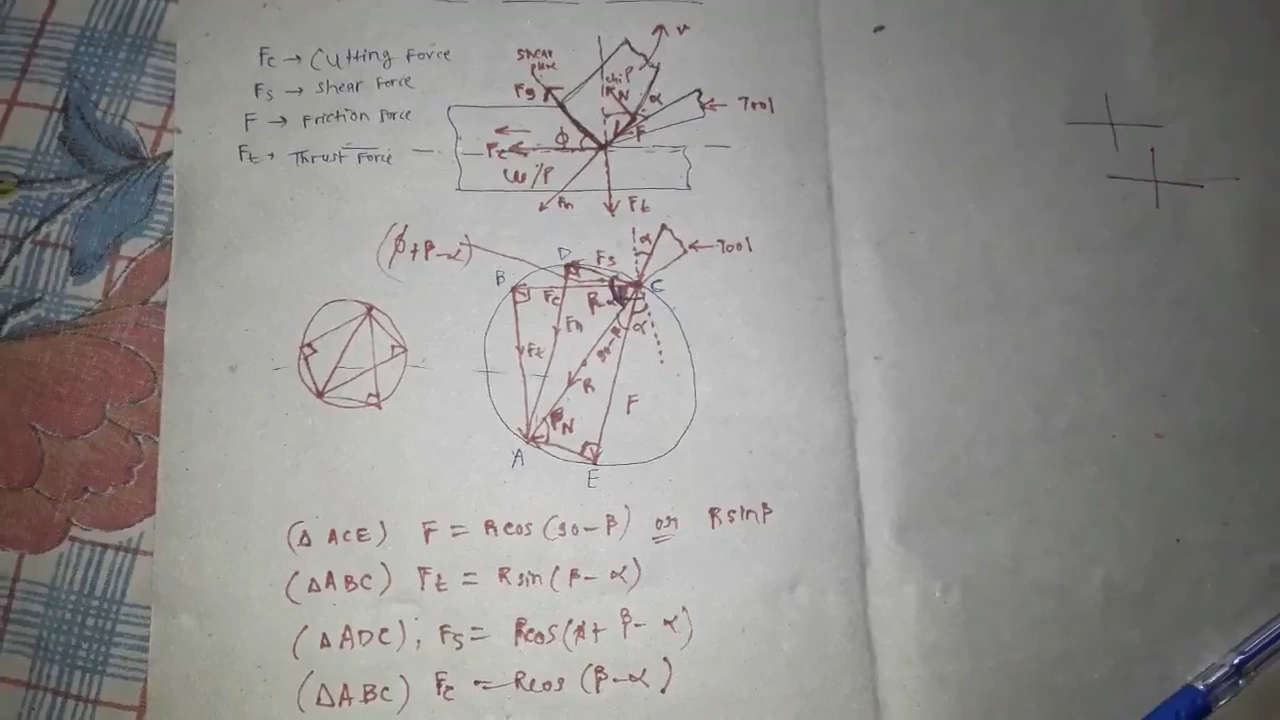 Fc → Cutting Force
Fs → shear Force
F → Friction Force
Ft → Thrust Force
shear
plane
Fs
chip
N
α
v
F
Tool
ϕ
Fc
W/P
Fn
Ft
(ϕ+β-α)
α
Tool
D
Fs
B
C
Fc
β-α
Fn
α
Ft
90-β
R
F
β
N
A
E
(Δ ACE) F = Rcos(90-β) or Rsinβ
(ΔABC) Ft = Rsin(β-α)
(ΔADC); Fs = Rcos(ϕ+β-α)
(ΔABC) Fc = Rcos(β-α)